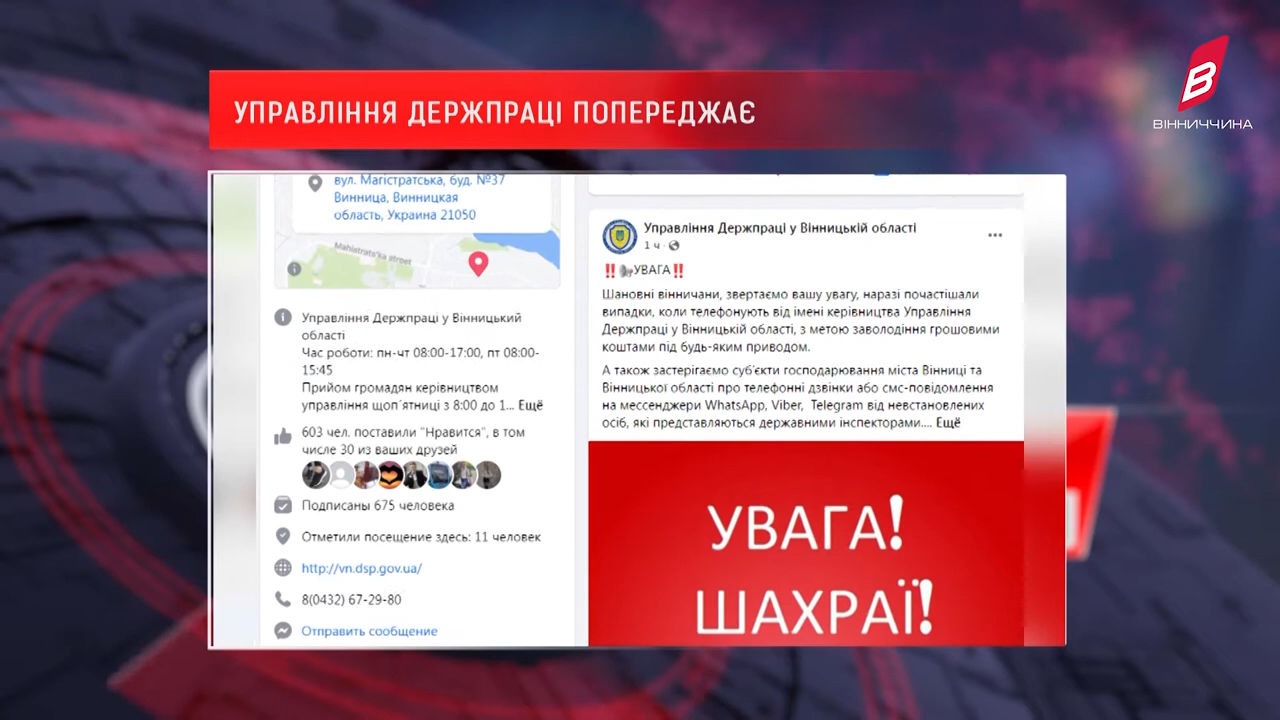 УПРАВЛІННЯ ДЕРЖПРАЦІ ПОПЕРЕДЖАЄ
В
ВІННИЧЧИНА
вул. Магістратська, буд. №37
Винница, Винницкая
область, Украина 21050
Mahistrats'ka street
Управління Держпраці у Вінницький
області
Час роботи: пн-чт 08:00-17:00, пт 08:00-
15:45
Прийом громадян керівництвом
управління щоп´ятниці з 8:00 до 1... Ещё
603 чел. поставили "Нравится", в том
числе 30 из ваших друзей
Подписаны 675 человека
Отметили посещение здесь: 11 человек
http://vn.dsp.gov.ua/
8(0432) 67-29-80
Отправить сообщение
Управління Держпраці у Вінницькій області
1 ч ·
‼️УВАГА‼️
Шановні вінничани, звертаємо вашу увагу, наразі почастішали
випадки, коли телефонують від імені керівництва Управління
Держпраці у Вінницькій області, з метою заволодіння грошовими
коштами під будь-яким приводом.
А також застерігаємо суб'єкти господарювання міста Вінниці та
Вінницької області про телефонні дзвінки або смс-повідомлення
на мессенджери WhatsApp, Viber, Telegram від невстановлених
осіб, які представляються державними інспекторами.... Ещё
УВАГА!
ШАХРАЇ!